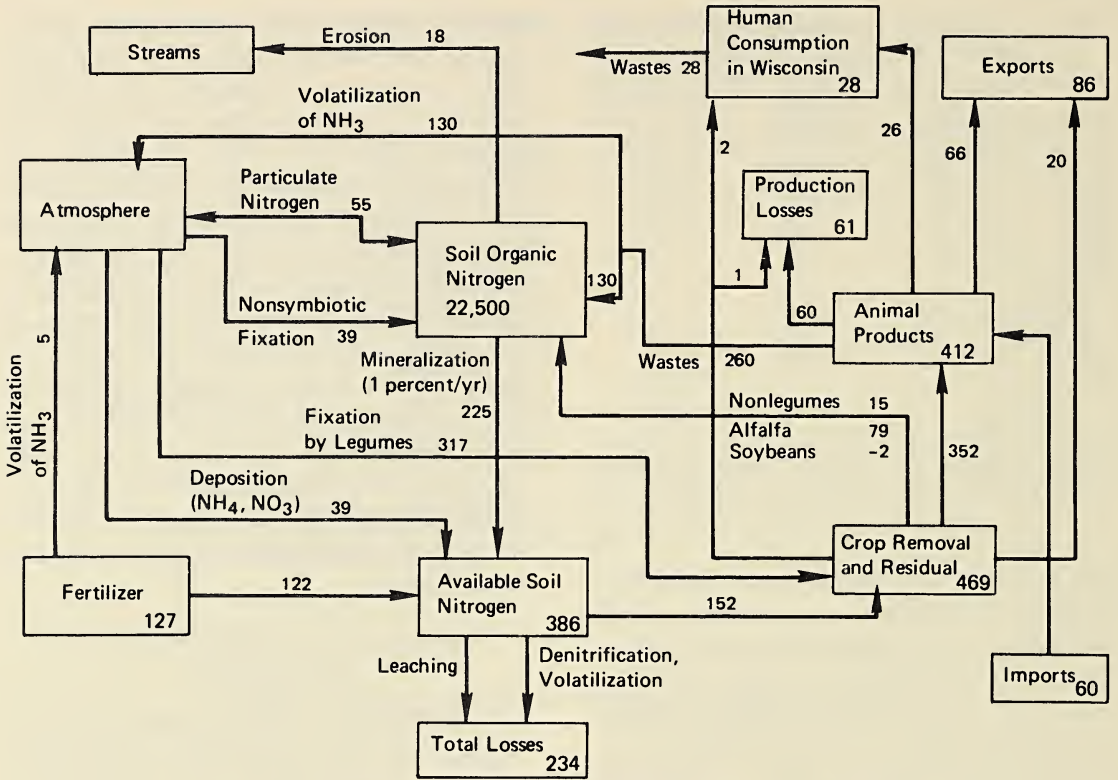 Streams
Erosion 18
Wastes 28
Human
Consumption
in Wisconsin
28
Exports
86
Volatilization
of NH3 130
26
66
20
2
Atmosphere
Particulate
Nitrogen 55
Production
Losses
61
Soil Organic
Nitrogen
22,500
130
1
60
Nonsymbiotic
Fixation 39
Animal
Products
412
Volatilization
of NH3
5
Mineralization
(1 percent/yr)
225
Wastes 260
Fixation
by Legumes 317
Nonlegumes 15
Alfalfa 79
Soybeans -2
352
Deposition
(NH4, NO3) 39
Fertilizer
127
122
Available Soil
Nitrogen
386
152
Crop Removal
and Residual
469
Leaching
Denitrification,
Volatilization
Imports
60
Total Losses
234